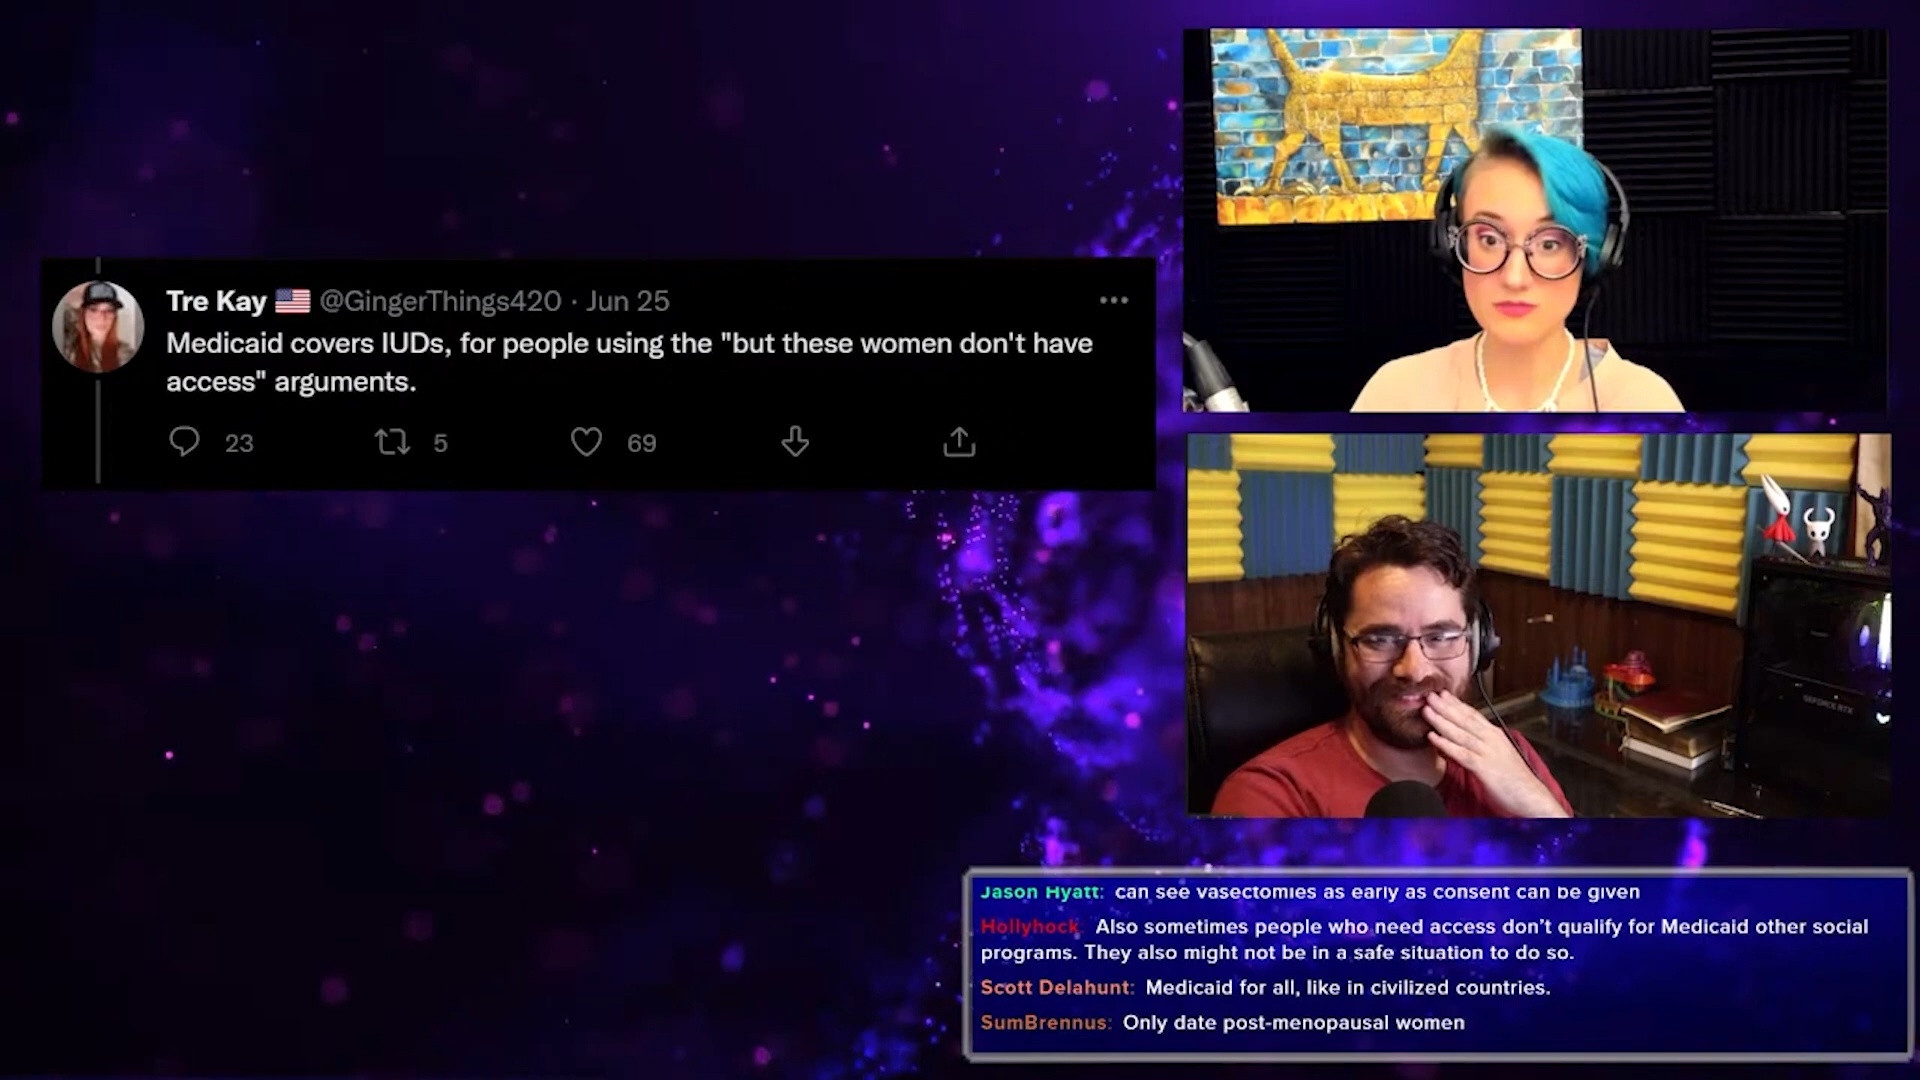 Tre Kay 🇺🇸 @GingerThings420 · Jun 25
Medicaid covers IUDs, for people using the "but these women don't have
access" arguments.
23 5 69
GEFORCE RTX
Jason Hyatt: can see vasectomies as early as consent can be given
Hollyhock: Also sometimes people who need access don't qualify for Medicaid other social
programs. They also might not be in a safe situation to do so.
Scott Delahunt: Medicaid for all, like in civilized countries.
SumBrennus: Only date post-menopausal women